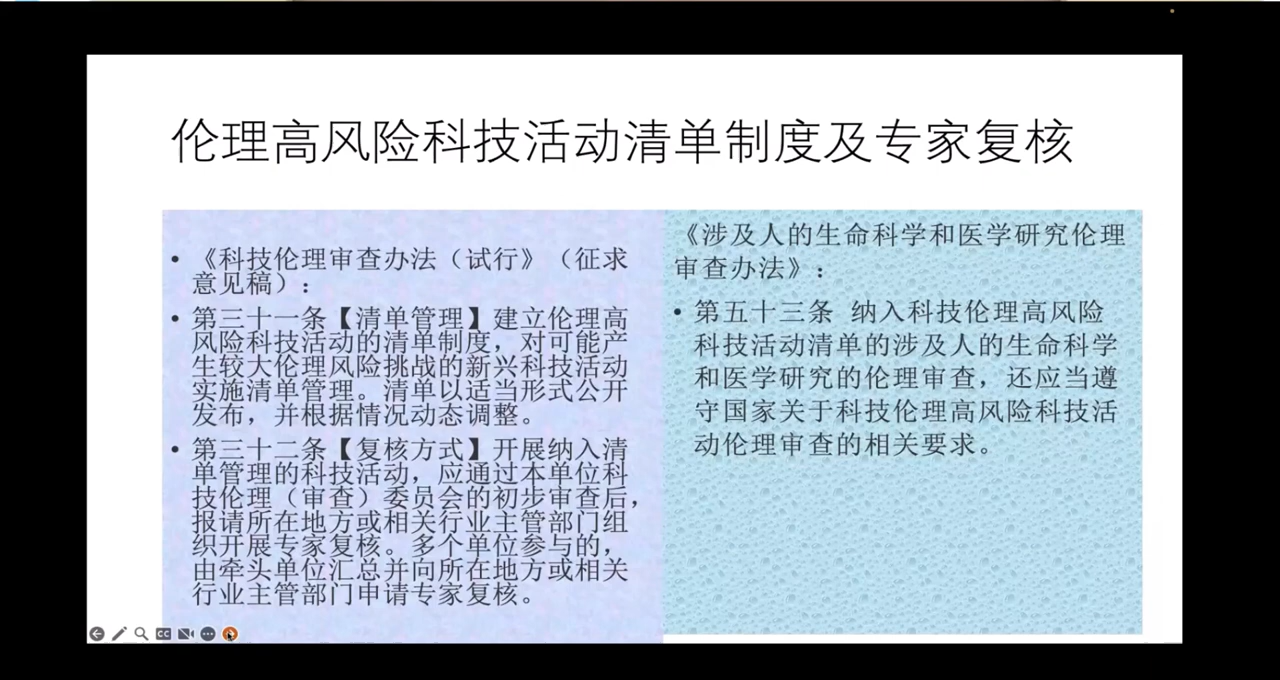 伦理高风险科技活动清单制度及专家复核
• 《科技伦理审查办法（试行》（征求
意见稿）：
• 第三十一条【清单管理】建立伦理高
风险科技活动的清单制度，对可能产
生较大伦理风险挑战的新兴科技活动
实施清单管理。清单以适当形式公开
发布，并根据情况动态调整。
• 第三十二条【复核方式】开展纳入清
单管理的科技活动，应通过本单位科
技伦理（审查）委员会的初步审查后，
报请所在地方或相关行业主管部门组
织开展专家复核。多个单位参与的，
由牵头单位汇总并向所在地方或相关
行业主管部门申请专家复核。
《涉及人的生命科学和医学研究伦理
审查办法》：
• 第五十三条 纳入科技伦理高风险
科技活动清单的涉及人的生命科学
和医学研究的伦理审查，还应当遵
守国家关于科技伦理高风险科技活
动伦理审查的相关要求。
CC